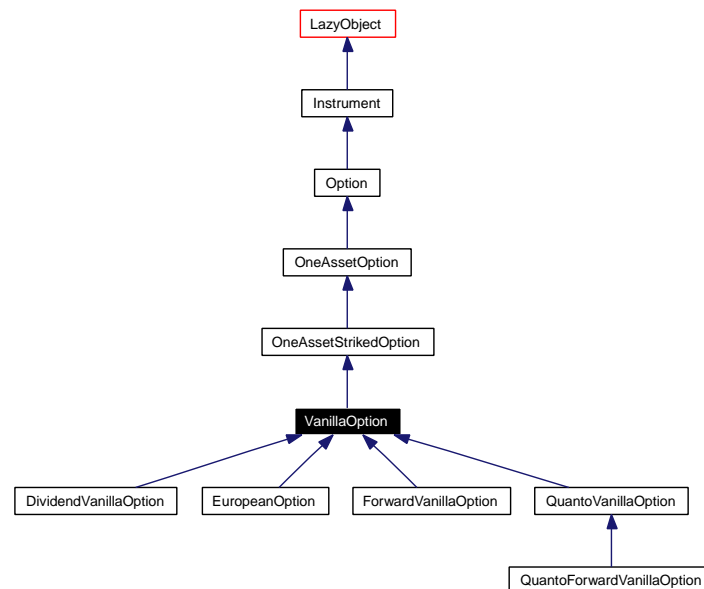 LazyObject
Instrument
Option
OneAssetOption
OneAssetStrikedOption
VanillaOption
DividendVanillaOption
EuropeanOption
ForwardVanillaOption
QuantoVanillaOption
QuantoForwardVanillaOption